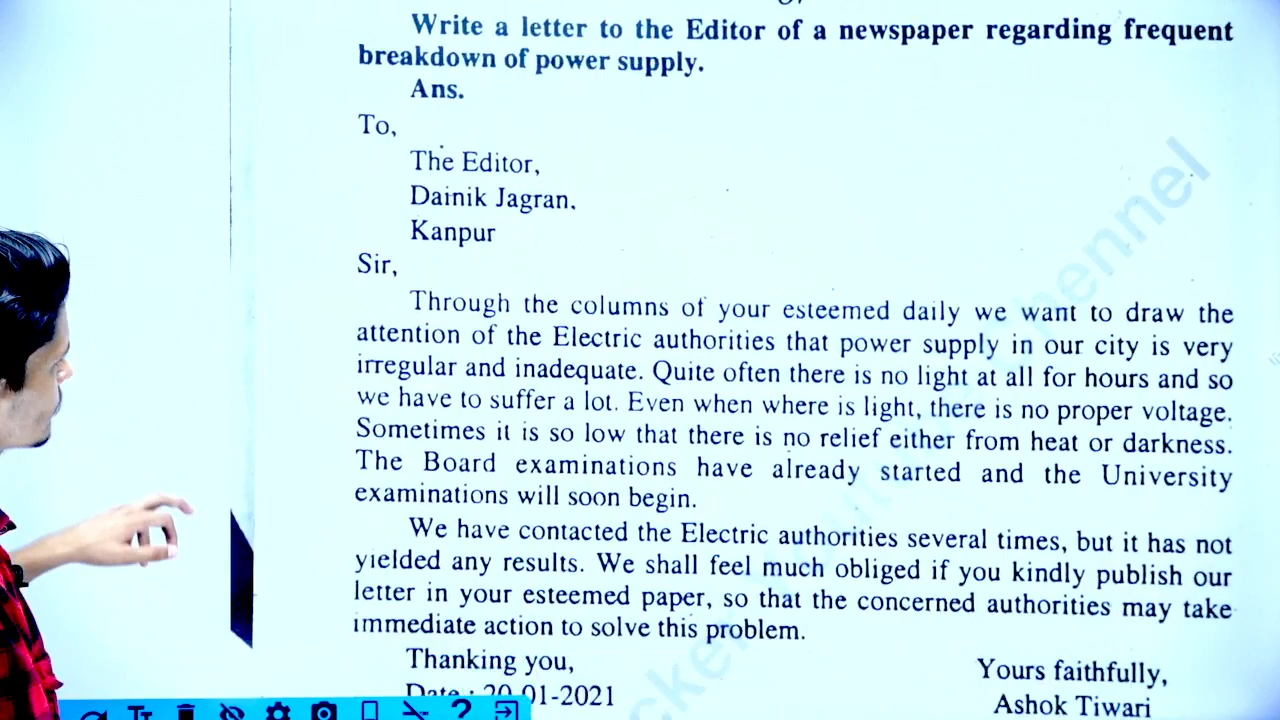 Write a letter to the Editor of a newspaper regarding frequent
breakdown of power supply.
Ans.
To,
The Editor,
Dainik Jagran.
Kanpur
Sir,
Through the columns of your esteemed daily we want to draw the
attention of the Electric authorities that power supply in our city is very
irregular and inadequate. Quite often there is no light at all for hours and so
we have to suffer a lot. Even when where is light, there is no proper voltage.
Sometimes it is so low that there is no relief either from heat or darkness.
The Board examinations have already started and the University
examinations will soon begin.
We have contacted the Electric authorities several times, but it has not
yielded any results. We shall feel much obliged if you kindly publish our
letter in your esteemed paper, so that the concerned authorities may take
immediate action to solve this problem.
Thanking you,
Date : 20-01-2021
Yours faithfully,
Ashok Tiwari